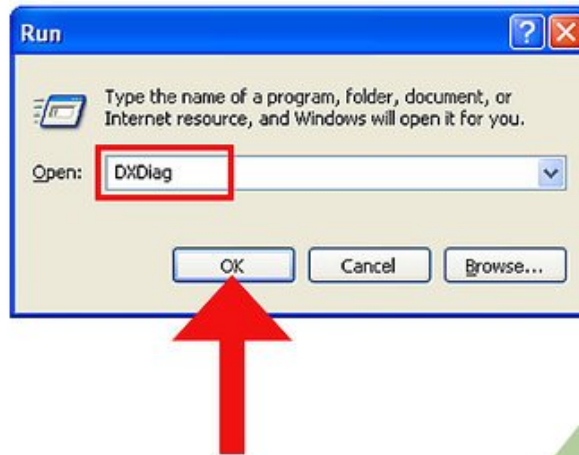 Run
Type the name of a program, folder, document, or
Internet resource, and Windows will open it for you.
Open: DXDiag
OK Cancel Browse...